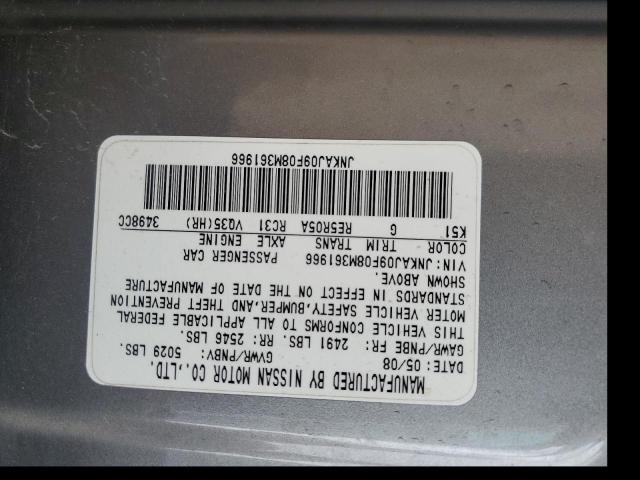 MANUFACTURED BY NISSAN MOTOR CO.,LTD.
DATE: 05/08 GVWR/PNBV: 5029 LBS.
GAWR/PNBE FR: 2491 LBS. RR: 2546 LBS.
THIS VEHICLE CONFORMS TO ALL APPLICABLE FEDERAL
MOTOR VEHICLE SAFETY,BUMPER,AND THEFT PREVENTION
STANDARDS IN EFFECT ON THE DATE OF MANUFACTURE
SHOWN ABOVE.
VIN:JNKAJ09F08M361966 PASSENGER CAR
COLOR TRIM TRANS AXLE ENGINE
K51 G RE5R05A RC31 VQ35(HR) 3498CC
JNKAJ09F08M361966